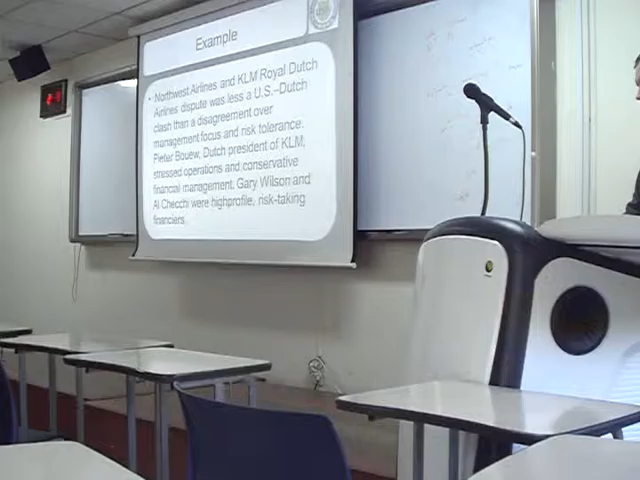 Example
• Northwest Airlines and KLM Royal Dutch
Airlines dispute was less a U.S.–Dutch
clash than a disagreement over
management focus and risk tolerance.
Pieter Bouew, Dutch president of KLM,
stressed operations and conservative
financial management. Gary Wilson and
Al Checchi were highprofile, risk-taking
financiers